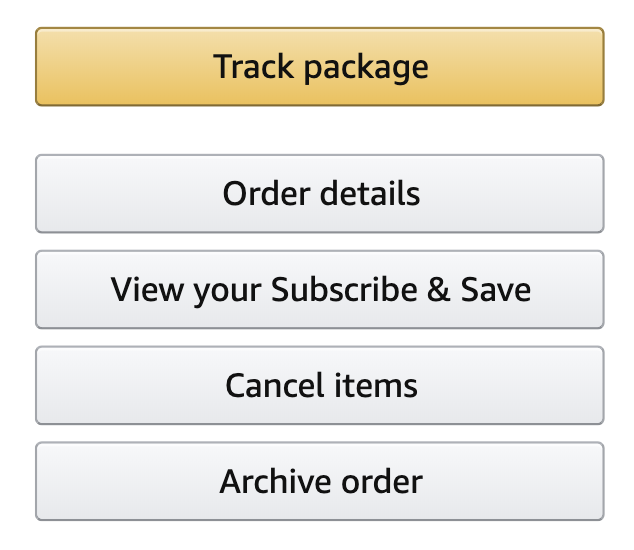 Track package
Order details
View your Subscribe & Save
Cancel items
Archive order